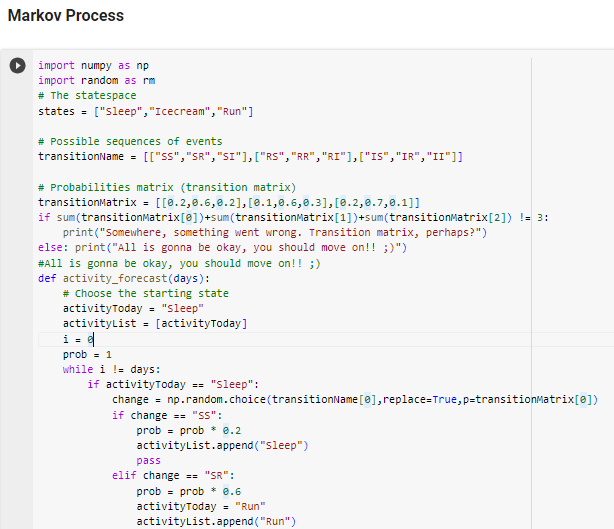 Markov Process
import numpy as np
import random as rm
# The statespace
states = ["Sleep","Icecream","Run"]
# Possible sequences of events
transitionName = [["SS","SR","SI"],["RS","RR","RI"],["IS","IR","II"]]
# Probabilities matrix (transition matrix)
transitionMatrix = [[0.2,0.6,0.2],[0.1,0.6,0.3],[0.2,0.7,0.1]]
if sum(transitionMatrix[0])+sum(transitionMatrix[1])+sum(transitionMatrix[2]) != 3:
    print("Somewhere, something went wrong. Transition matrix, perhaps?")
else: print("All is gonna be okay, you should move on!! ;)")
#All is gonna be okay, you should move on!! ;)
def activity_forecast(days):
    # Choose the starting state
    activityToday = "Sleep"
    activityList = [activityToday]
    i = 0
    prob = 1
    while i != days:
        if activityToday == "Sleep":
            change = np.random.choice(transitionName[0],replace=True,p=transitionMatrix[0])
            if change == "SS":
                prob = prob * 0.2
                activityList.append("Sleep")
                pass
            elif change == "SR":
                prob = prob * 0.6
                activityToday = "Run"
                activityList.append("Run")